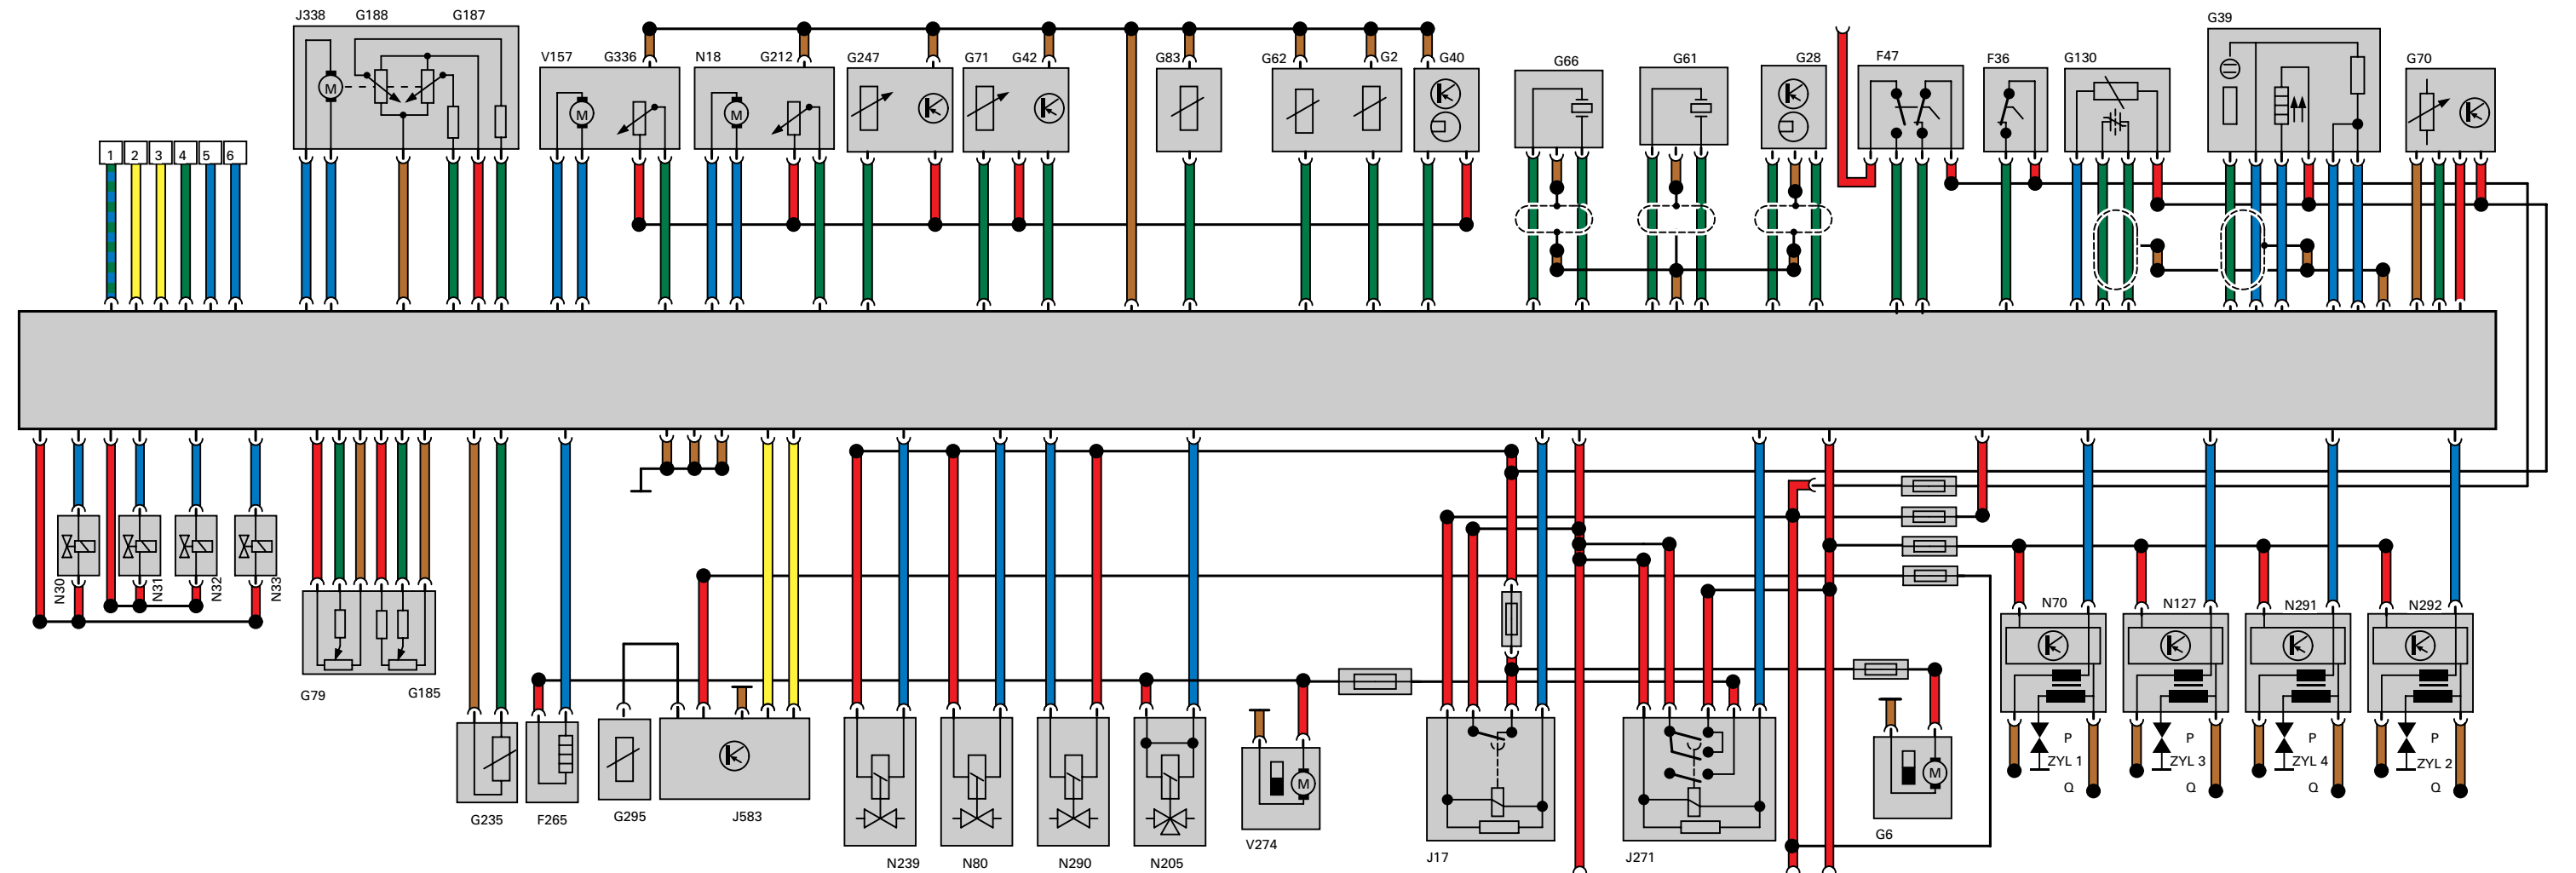 J338 G188 G187
G39
V157 G336 N18 G212 G247 G71 G42 G83 G62 G2 G40 G66 G61 G28 F47 F36 G130 G70
M M M
1 2 3 4 5 6
N30 N31 N32 N33
N70 N127 N291 N292
G79 G185
P P P P
ZYL 1 ZYL 3 ZYL 4 ZYL 2
M M
Q Q Q Q
G235 F265 G295 J583
V274 G6
N239 N80 N290 N205 J17 J271